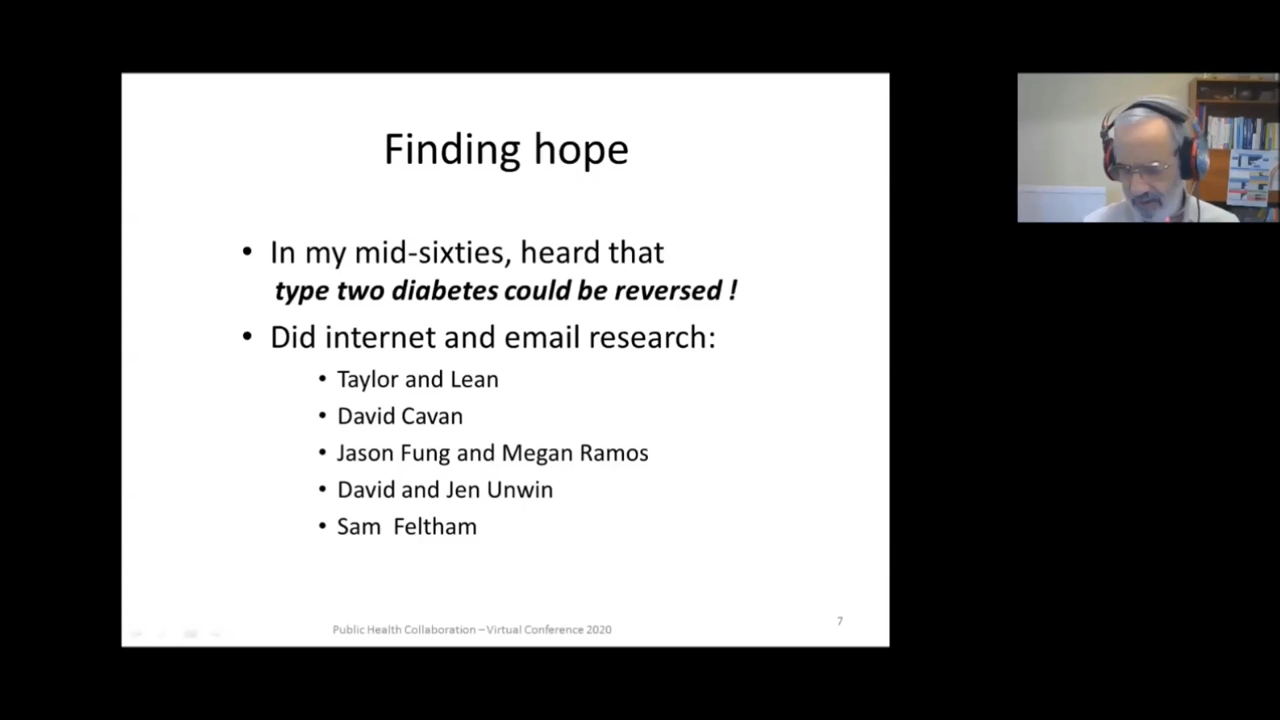 Finding hope
• In my mid-sixties, heard that
type two diabetes could be reversed !
• Did internet and email research:
• Taylor and Lean
• David Cavan
• Jason Fung and Megan Ramos
• David and Jen Unwin
• Sam Feltham
Public Health Collaboration – Virtual Conference 2020
7